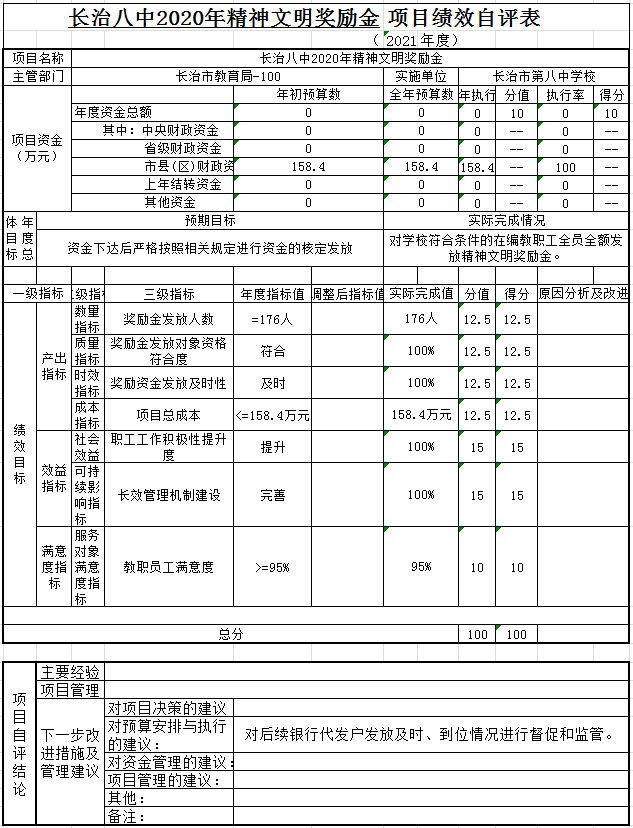 长治八中2020年精神文明奖励金 项目绩效自评表
（ 2021 年度）
项目名称 长治八中2020年精神文明奖励金
主管部门 长治市教育局-100 实施单位 长治市第八中学校
项目资金（万元） 年初预算数 全年预算数 年执行 分值 执行率 得分
年度资金总额 0 0 0 10 0 10
其中：中央财政资金 0 0 0 -- 0 --
省级财政资金 0 0 0 -- 0 --
市县(区)财政资 158.4 158.4 158.4 -- 100 --
上年结转资金 0 0 0 -- 0 --
其他资金 0 0 0 -- 0 --
体 年
目 度
标 总
预期目标 实际完成情况
资金下达后严格按照相关规定进行资金的核定发放
对学校符合条件的在编教职工全员全额发
放精神文明奖励金。
一级指标 级指标 三级指标 年度指标值 调整后指标值 实际完成值 分值 得分 原因分析及改进
绩效目标
产出指标
数量指标 奖励金发放人数 =176人 176人 12.5 12.5
质量指标 奖励金发放对象资格符合度 符合 100% 12.5 12.5
时效指标 奖励资金发放及时性 及时 100% 12.5 12.5
成本指标 项目总成本 <=158.4万元 158.4万元 12.5 12.5
效益指标
社会效益 职工工作积极性提升度 提升 100% 15 15
可持续影响指标 长效管理机制建设 完善 100% 15 15
满意度指标
服务对象满意度指标 教职员工满意度 >=95% 95% 10 10
总分 100 100
项目自评结论
主要经验
项目管理
下一步改进措施及管理建议
对项目决策的建议
对预算安排与执行的建议： 对后续银行代发户发放及时、到位情况进行督促和监管。
对资金管理的建议：
项目管理的建议：
其他：
备注：